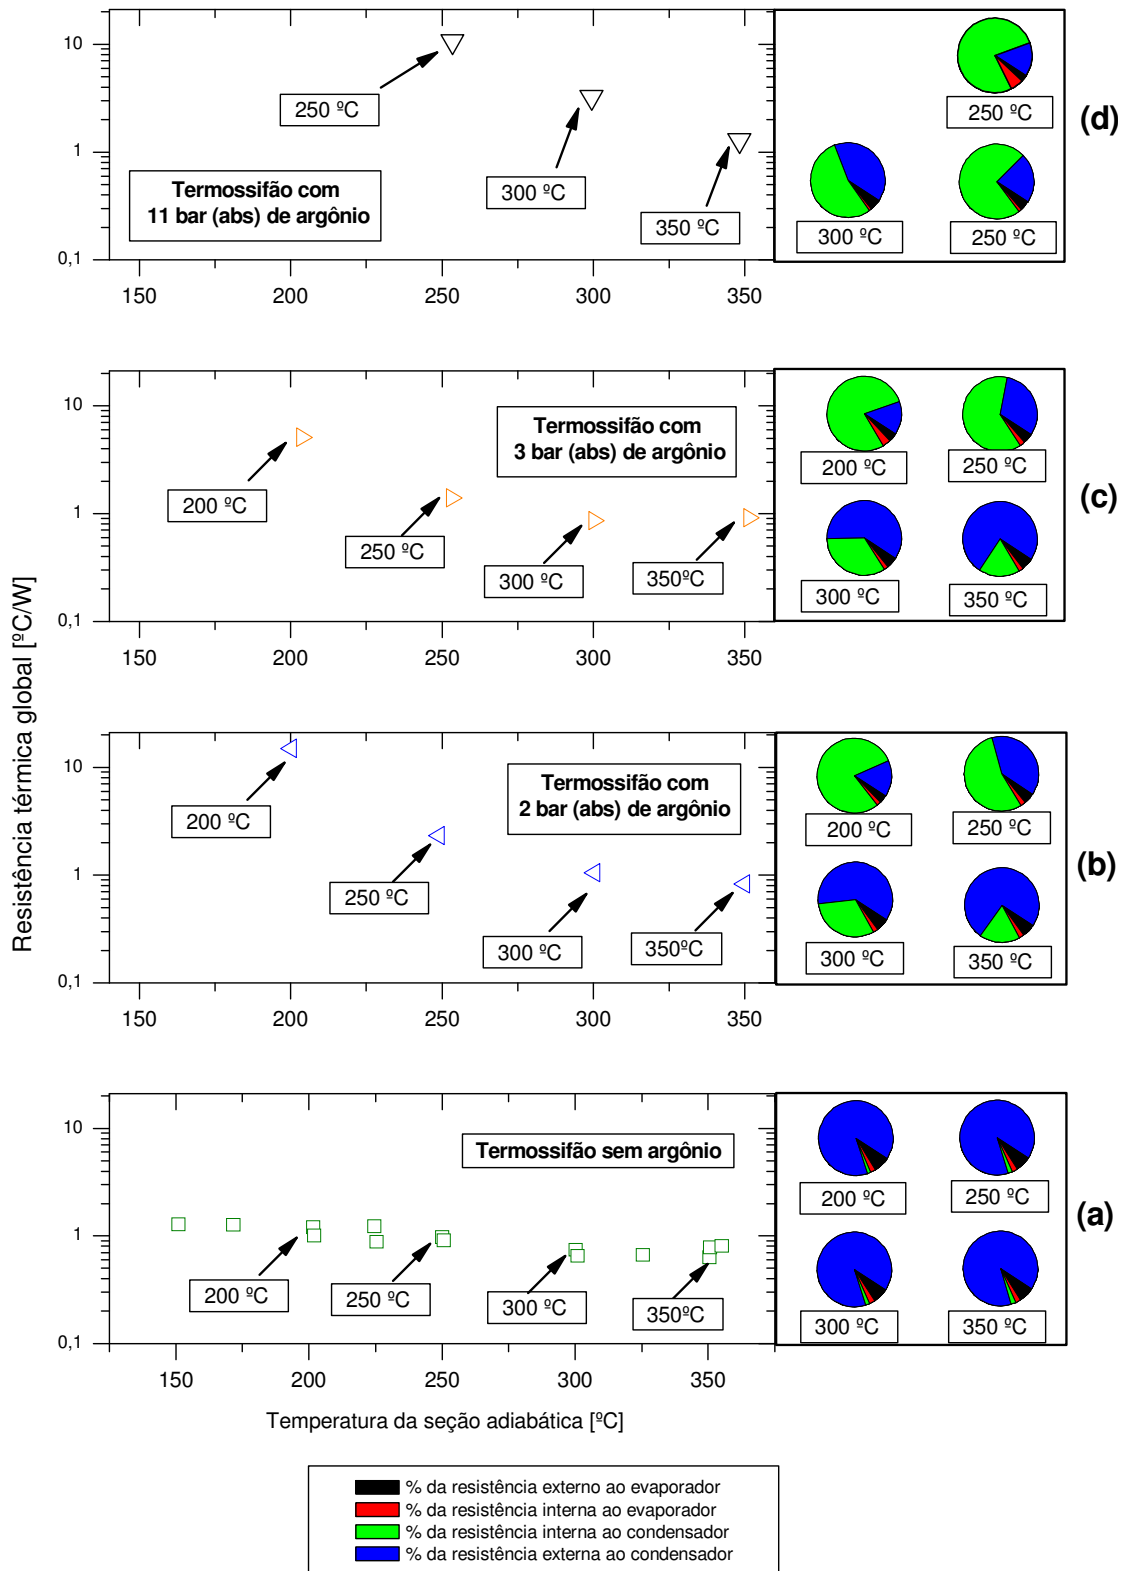 10
1
0,1
150
200
250
300
350
250 ºC
300 ºC
350 ºC
Termossifão com
11 bar (abs) de argônio
250 ºC
300 ºC
250 ºC
(d)
10
1
0,1
150
200
250
300
350
Termossifão com
3 bar (abs) de argônio
200 ºC
250 ºC
300 ºC
350ºC
200 ºC
250 ºC
300 ºC
350 ºC
(c)
Resistência térmica global [ºC/W]
10
1
0,1
150
200
250
300
350
Termossifão com
2 bar (abs) de argônio
200 ºC
250 ºC
300 ºC
350ºC
200 ºC
250 ºC
300 ºC
350 ºC
(b)
10
1
0,1
150
200
250
300
350
Termossifão sem argônio
200 ºC
250 ºC
300 ºC
350ºC
200 ºC
250 ºC
300 ºC
350 ºC
(a)
Temperatura da seção adiabática [ºC]
% da resistência externo ao evaporador
% da resistência interna ao evaporador
% da resistência interna ao condensador
% da resistência externa ao condensador